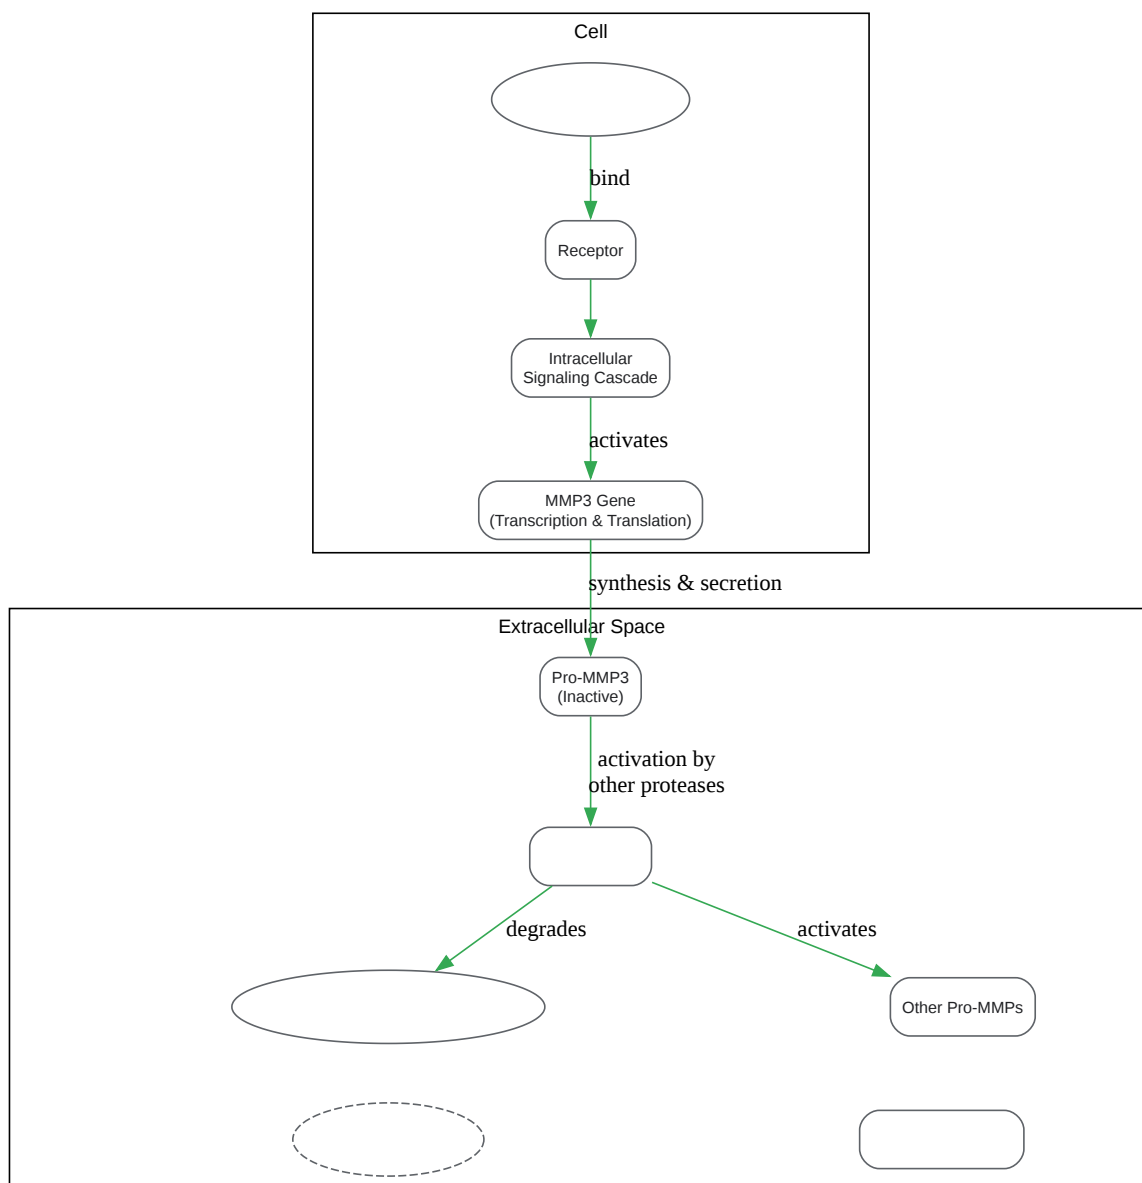 Cell
bind
Receptor
Intracellular
Signaling Cascade
activates
MMP3 Gene
(Transcription & Translation)
synthesis & secretion
Extracellular Space
Pro-MMP3
(Inactive)
activation by
other proteases
degrades
activates
Other Pro-MMPs